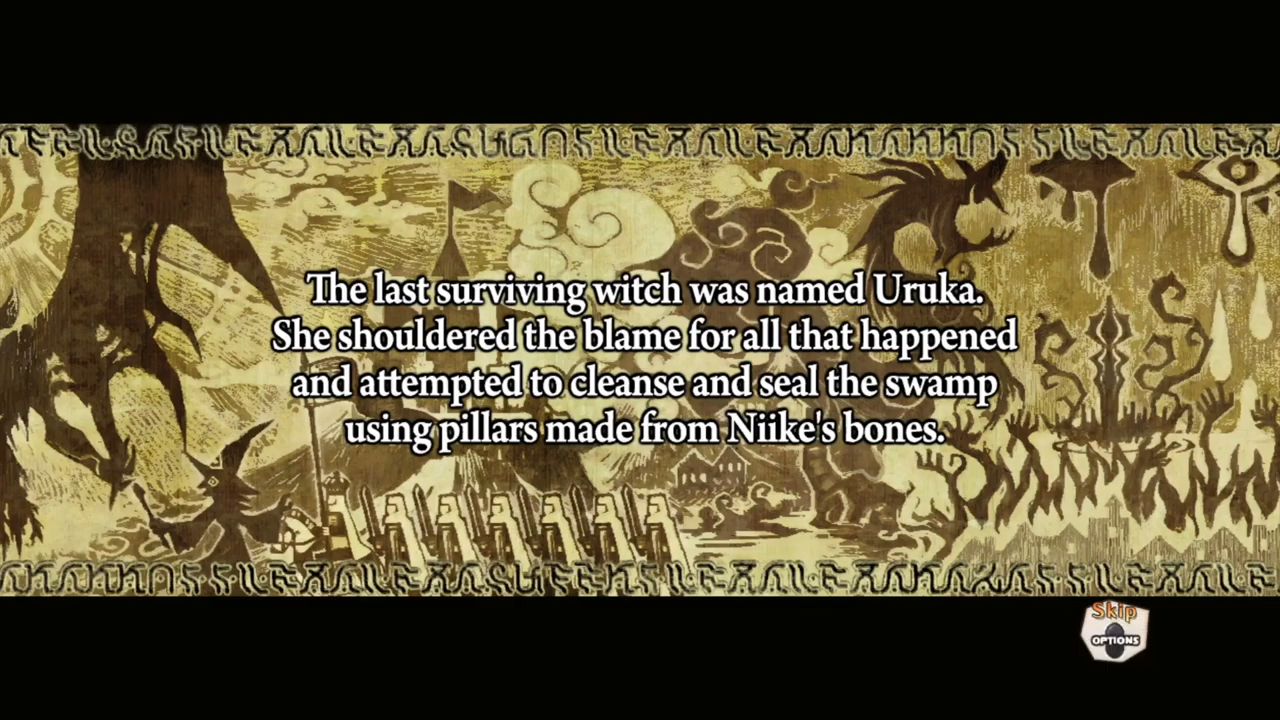 The last surviving witch was named Uruka.
She shouldered the blame for all that happened
and attempted to cleanse and seal the swamp
using pillars made from Niike's bones.
Skip
OPTIONS